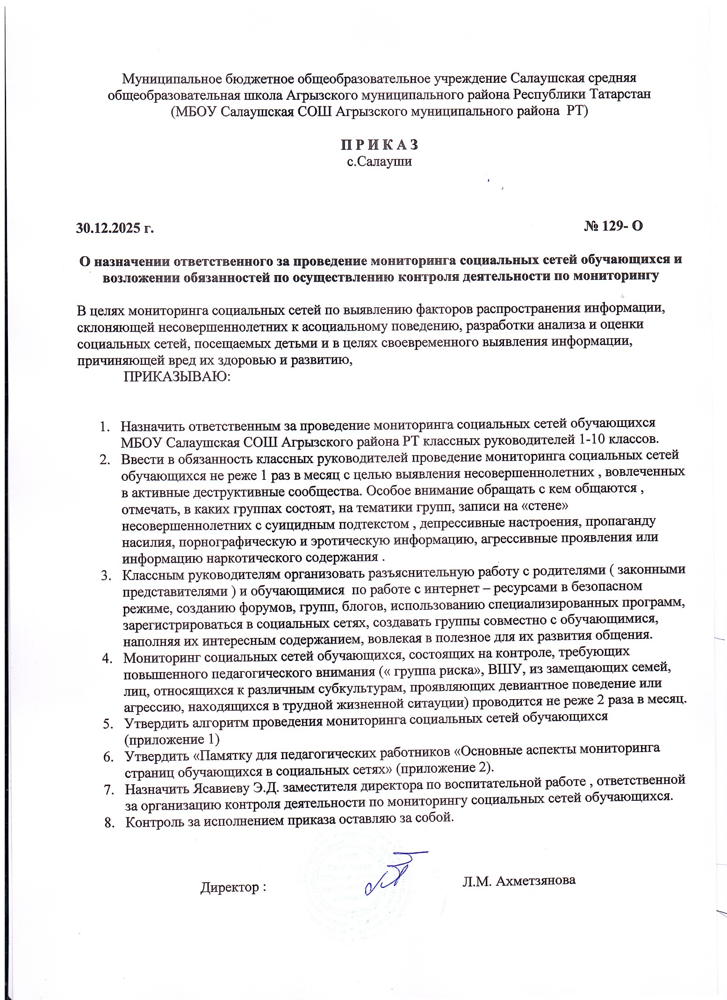 Муниципальное бюджетное общеобразовательное учреждение Салаушская средняя
общеобразовательная школа Агрызского муниципального района Республики Татарстан
(МБОУ Салаушская СОШ Агрызского муниципального района РТ)
П Р И К А З
с.Салауши
30.12.2025 г. № 129- О
О назначении ответственного за проведение мониторинга социальных сетей обучающихся и
возложении обязанностей по осуществлению контроля деятельности по мониторингу
В целях мониторинга социальных сетей по выявлению факторов распространения информации,
склоняющей несовершеннолетних к асоциальному поведению, разработки анализа и оценки
социальных сетей, посещаемых детьми и в целях своевременного выявления информации,
причиняющей вред их здоровью и развитию,
ПРИКАЗЫВАЮ:
1. Назначить ответственным за проведение мониторинга социальных сетей обучающихся
МБОУ Салаушская СОШ Агрызского района РТ классных руководителей 1-10 классов.
2. Ввести в обязанность классных руководителей проведение мониторинга социальных сетей
обучающихся не реже 1 раз в месяц с целью выявления несовершеннолетних , вовлеченных
в активные деструктивные сообщества. Особое внимание обращать с кем общаются ,
отмечать, в каких группах состоят, на тематики групп, записи на «стене»
несовершеннолетних с суицидным подтекстом , депрессивные настроения, пропаганду
насилия, порнографическую и эротическую информацию, агрессивные проявления или
информацию наркотического содержания .
3. Классным руководителям организовать разъяснительную работу с родителями ( законными
представителями ) и обучающимися по работе с интернет – ресурсами в безопасном
режиме, созданию форумов, групп, блогов, использованию специализированных программ,
зарегистрироваться в социальных сетях, создавать группы совместно с обучающимися,
наполняя их интересным содержанием, вовлекая в полезное для их развития общения.
4. Мониторинг социальных сетей обучающихся, состоящих на контроле, требующих
повышенного педагогического внимания (« группа риска», ВШУ, из замещающих семей,
лиц, относящихся к различным субкультурам, проявляющих девиантное поведение или
агрессию, находящихся в трудной жизненной ситауции) проводится не реже 2 раза в месяц.
5. Утвердить алгоритм проведения мониторинга социальных сетей обучающихся
(приложение 1)
6. Утвердить «Памятку для педагогических работников «Основные аспекты мониторинга
страниц обучающихся в социальных сетях» (приложение 2).
7. Назначить Ясавиеву Э.Д. заместителя директора по воспитательной работе , ответственной
за организацию контроля деятельности по мониторингу социальных сетей обучающихся.
8. Контроль за исполнением приказа оставляю за собой.
Директор : Л.М. Ахметзянова